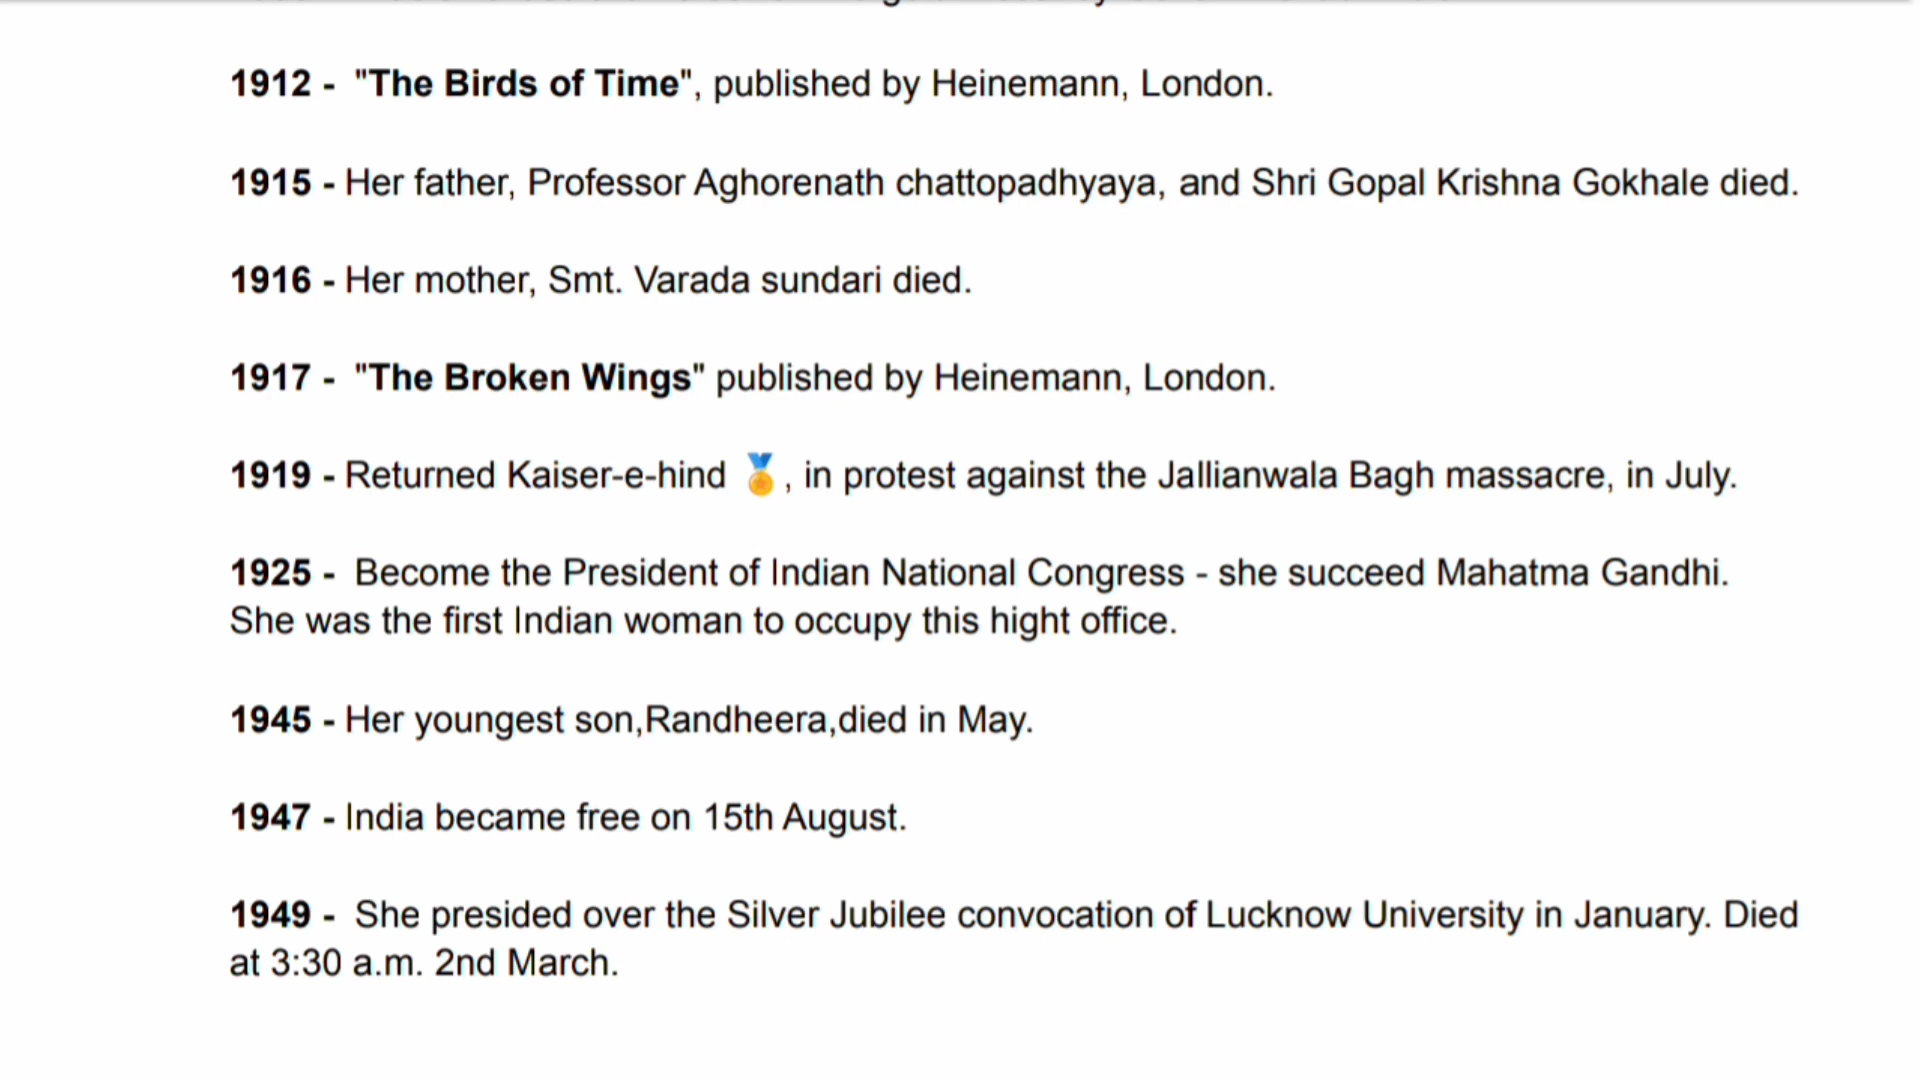 1912 - "The Birds of Time", published by Heinemann, London.
1915 - Her father, Professor Aghorenath chattopadhyaya, and Shri Gopal Krishna Gokhale died.
1916 - Her mother, Smt. Varada sundari died.
1917 - "The Broken Wings" published by Heinemann, London.
1919 - Returned Kaiser-e-hind 🏅, in protest against the Jallianwala Bagh massacre, in July.
1925 - Become the President of Indian National Congress - she succeed Mahatma Gandhi.
She was the first Indian woman to occupy this hight office.
1945 - Her youngest son,Randheera,died in May.
1947 - India became free on 15th August.
1949 - She presided over the Silver Jubilee convocation of Lucknow University in January. Died
at 3:30 a.m. 2nd March.